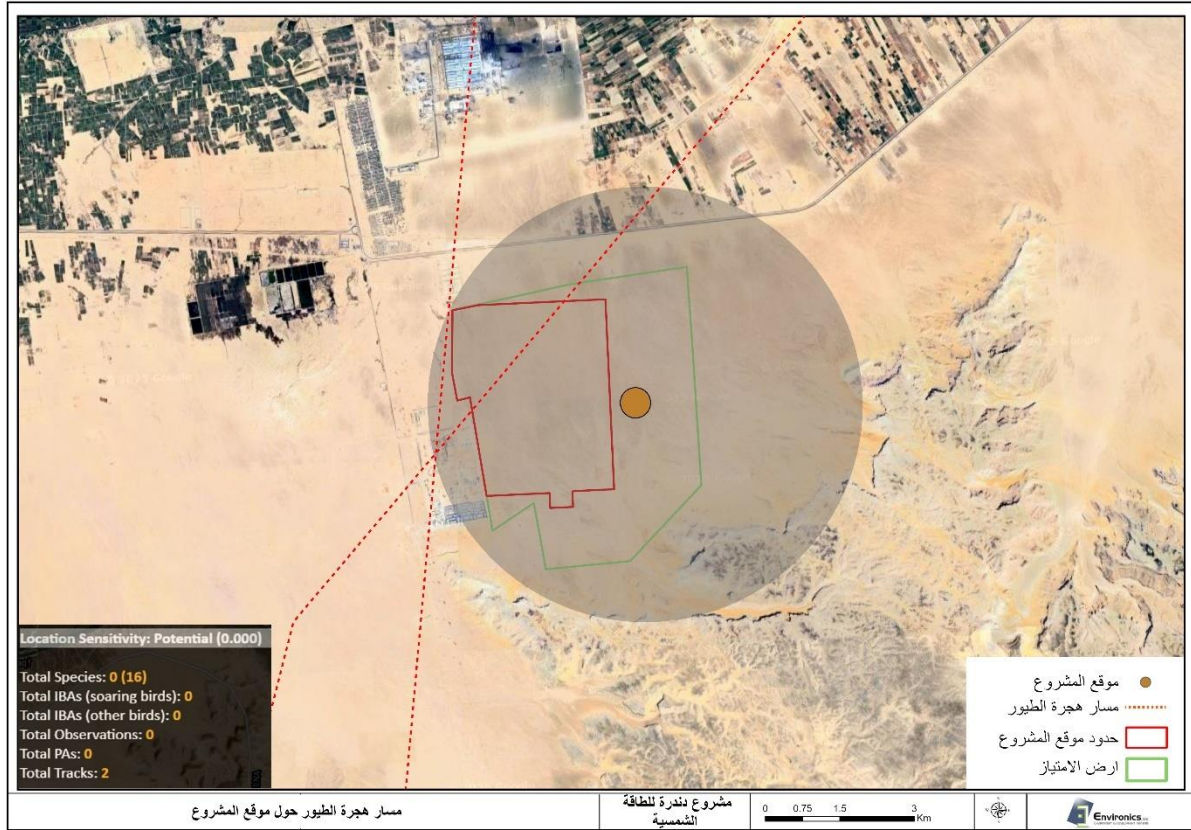 Location Sensitivity: Potential (0.000)
Total Species: 0 (16)
Total IBAs (soaring birds): 0
Total IBAs (other birds): 0
Total Observations: 0
Total PAs: 0
Total Tracks: 2
موقع المشروع
مسار هجرة الطيور
حدود موقع المشروع
ارض الامتياز
مسار هجرة الطيور حول موقع المشروع
مشروع دندرة للطاقة
الشمسية
0 0.75 1.5 3
Km
Environics